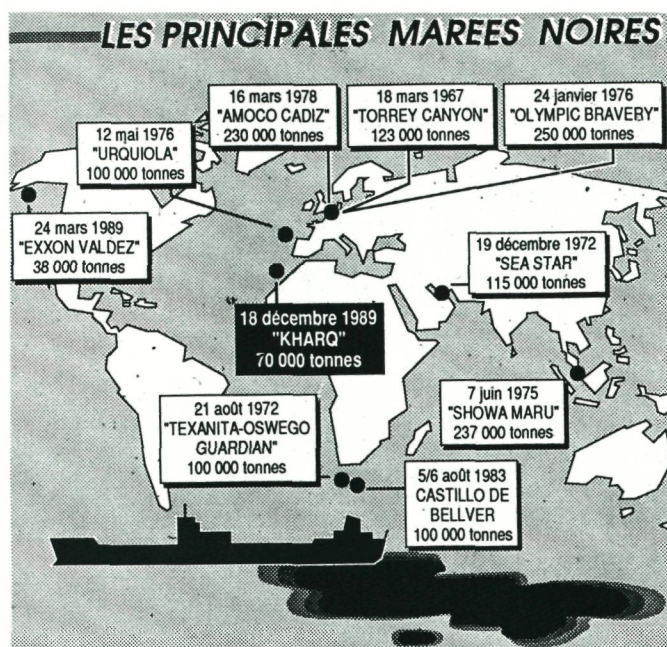 LES PRINCIPALES MAREES NOIRES
16 mars 1978
"AMOCO CADIZ"
230 000 tonnes
18 mars 1967
"TORREY CANYON"
123 000 tonnes
24 janvier 1976
"OLYMPIC BRAVERY"
250 000 tonnes
12 mai 1976
"URQUIOLA"
100 000 tonnes
24 mars 1989
"EXXON VALDEZ"
38 000 tonnes
19 décembre 1972
"SEA STAR"
115 000 tonnes
18 décembre 1989
"KHARQ"
70 000 tonnes
7 juin 1975
"SHOWA MARU"
237 000 tonnes
21 août 1972
"TEXANITA-OSWEGO
GUARDIAN"
100 000 tonnes
5/6 août 1983
CASTILLO DE
BELLVER
100 000 tonnes